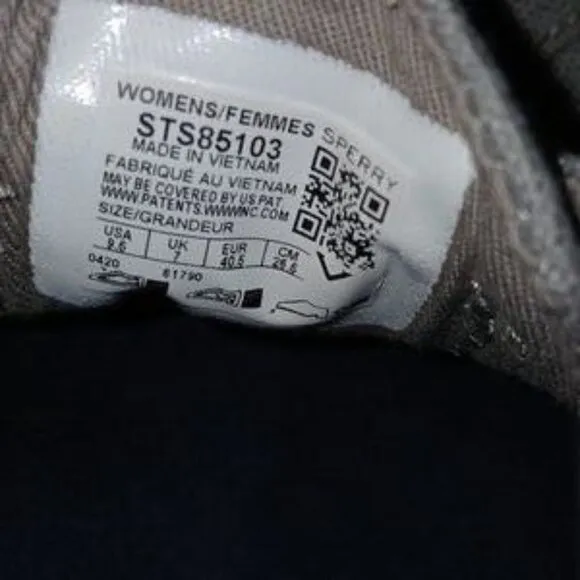 WOMENS/FEMMES SPERRY
STS85103
MADE IN VIETNAM
FABRIQUÉ AU VIETNAM
MAY BE COVERED BY US PAT.
WWW.PATENTS.WWWNC.COM
SIZE/GRANDEUR
USA UK EUR CM
9.5 7 40.5 26.5
0420 61790